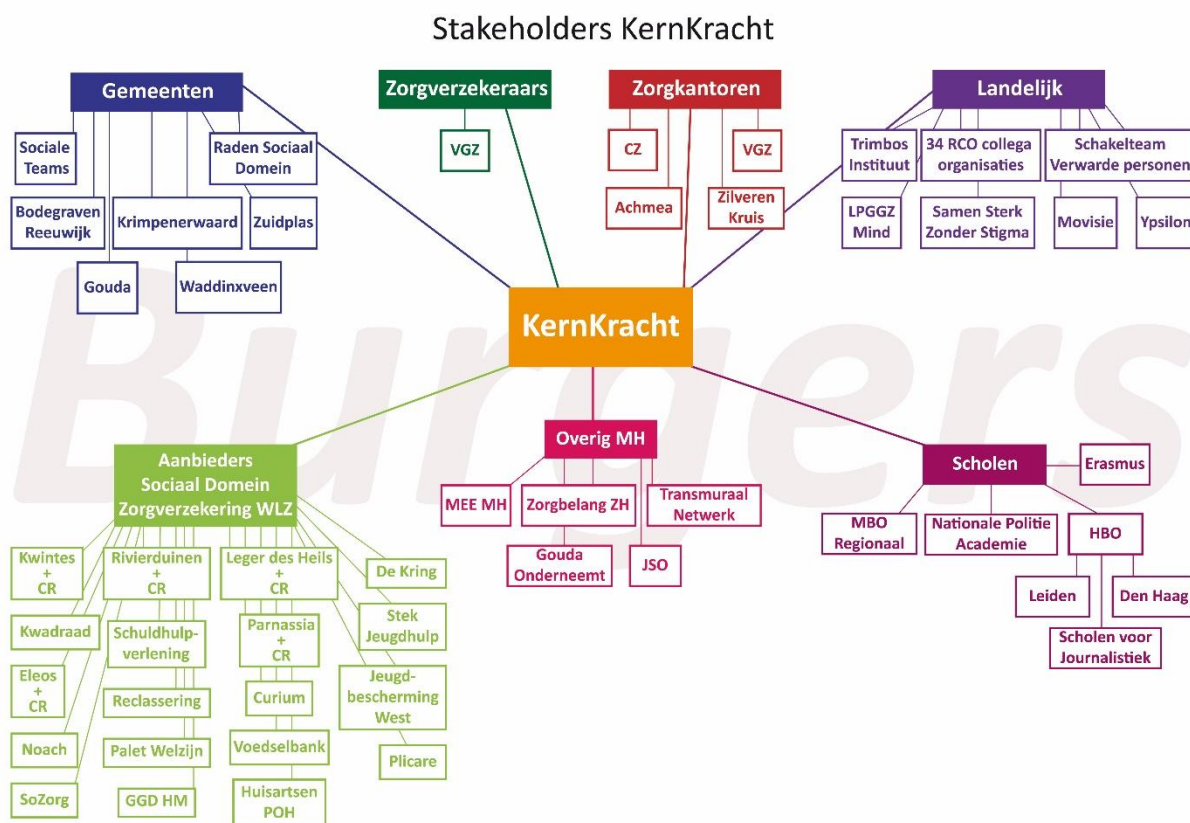 Stakeholders KernKracht
Gemeenten
Zorgverzekeraars
Zorgkantoren
Landelijk
Sociale
Teams
Raden Sociaal
Domein
Bodegraven
Reeuwijk
Krimpenerwaard
Zuidplas
Gouda
Waddinxveen
VGZ
CZ
VGZ
Achmea
Zilveren
Kruis
Trimbos
Instituut
34 RCO collega
organisaties
Schakelteam
Verwarde personen
LPGGZ
Mind
Samen Sterk
Zonder Stigma
Movisie
Ypsilon
KernKracht
Burgers
Aanbieders
Sociaal Domein
Zorgverzekering WLZ
Kwintes
+
CR
Rivierduinen
+
CR
Leger des Heils
+
CR
De Kring
Kwadraad
Schuldhulp-
verlening
Parnassia
+
CR
Stek
Jeugdhulp
Eleos
+
CR
Reclassering
Curium
Jeugd-
bescherming
West
Noach
Palet Welzijn
Voedselbank
Plicare
SoZorg
GGD HM
Huisartsen
POH
Overig MH
MEE MH
Zorgbelang ZH
Transmuraal
Netwerk
Gouda
Onderneemt
JSO
Scholen
Erasmus
MBO
Regionaal
Nationale Politie
Academie
HBO
Leiden
Den Haag
Scholen voor
Journalistiek